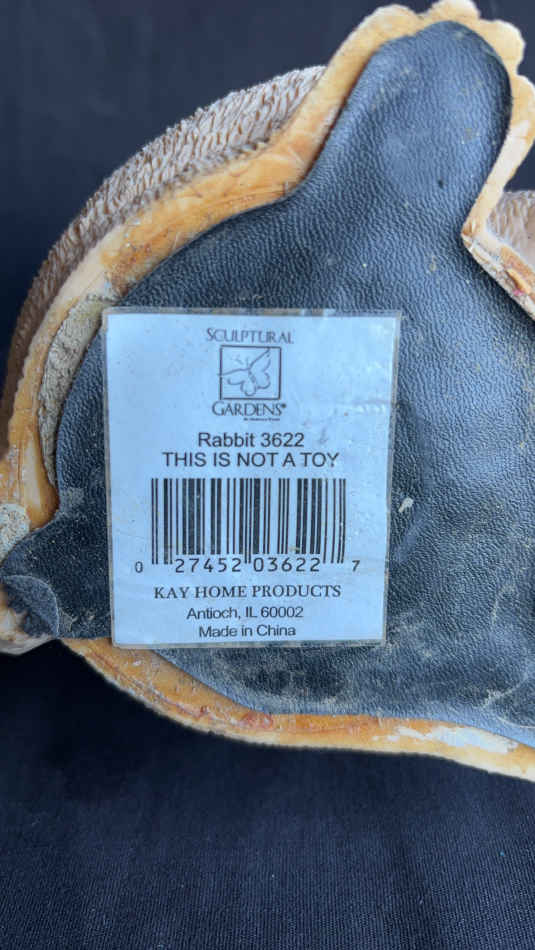 SCULPTURAL
GARDENS®
Rabbit 3622
THIS IS NOT A TOY
0 27452 03622 7
KAY HOME PRODUCTS
Antioch, IL 60002
Made in China